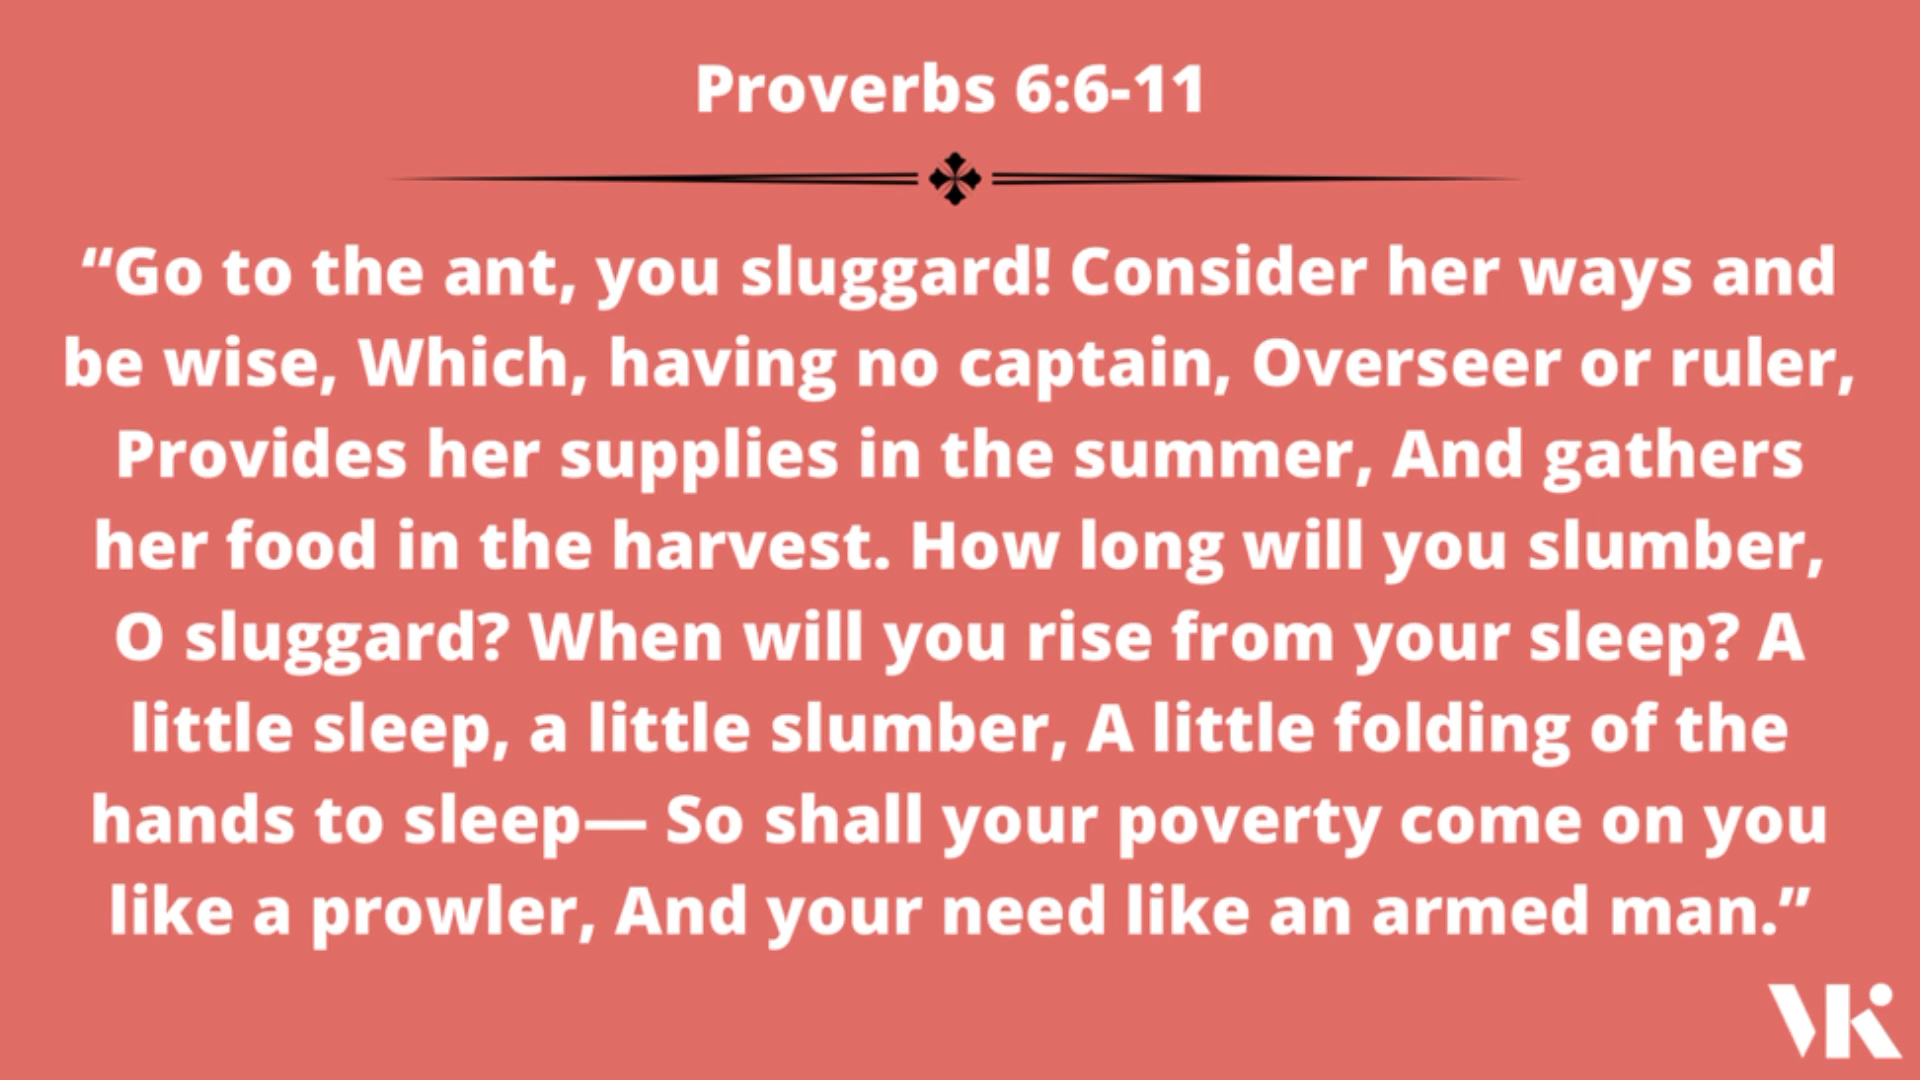 Proverbs 6:6-11
“Go to the ant, you sluggard! Consider her ways and
be wise, Which, having no captain, Overseer or ruler,
Provides her supplies in the summer, And gathers
her food in the harvest. How long will you slumber,
O sluggard? When will you rise from your sleep? A
little sleep, a little slumber, A little folding of the
hands to sleep— So shall your poverty come on you
like a prowler, And your need like an armed man.”
VK